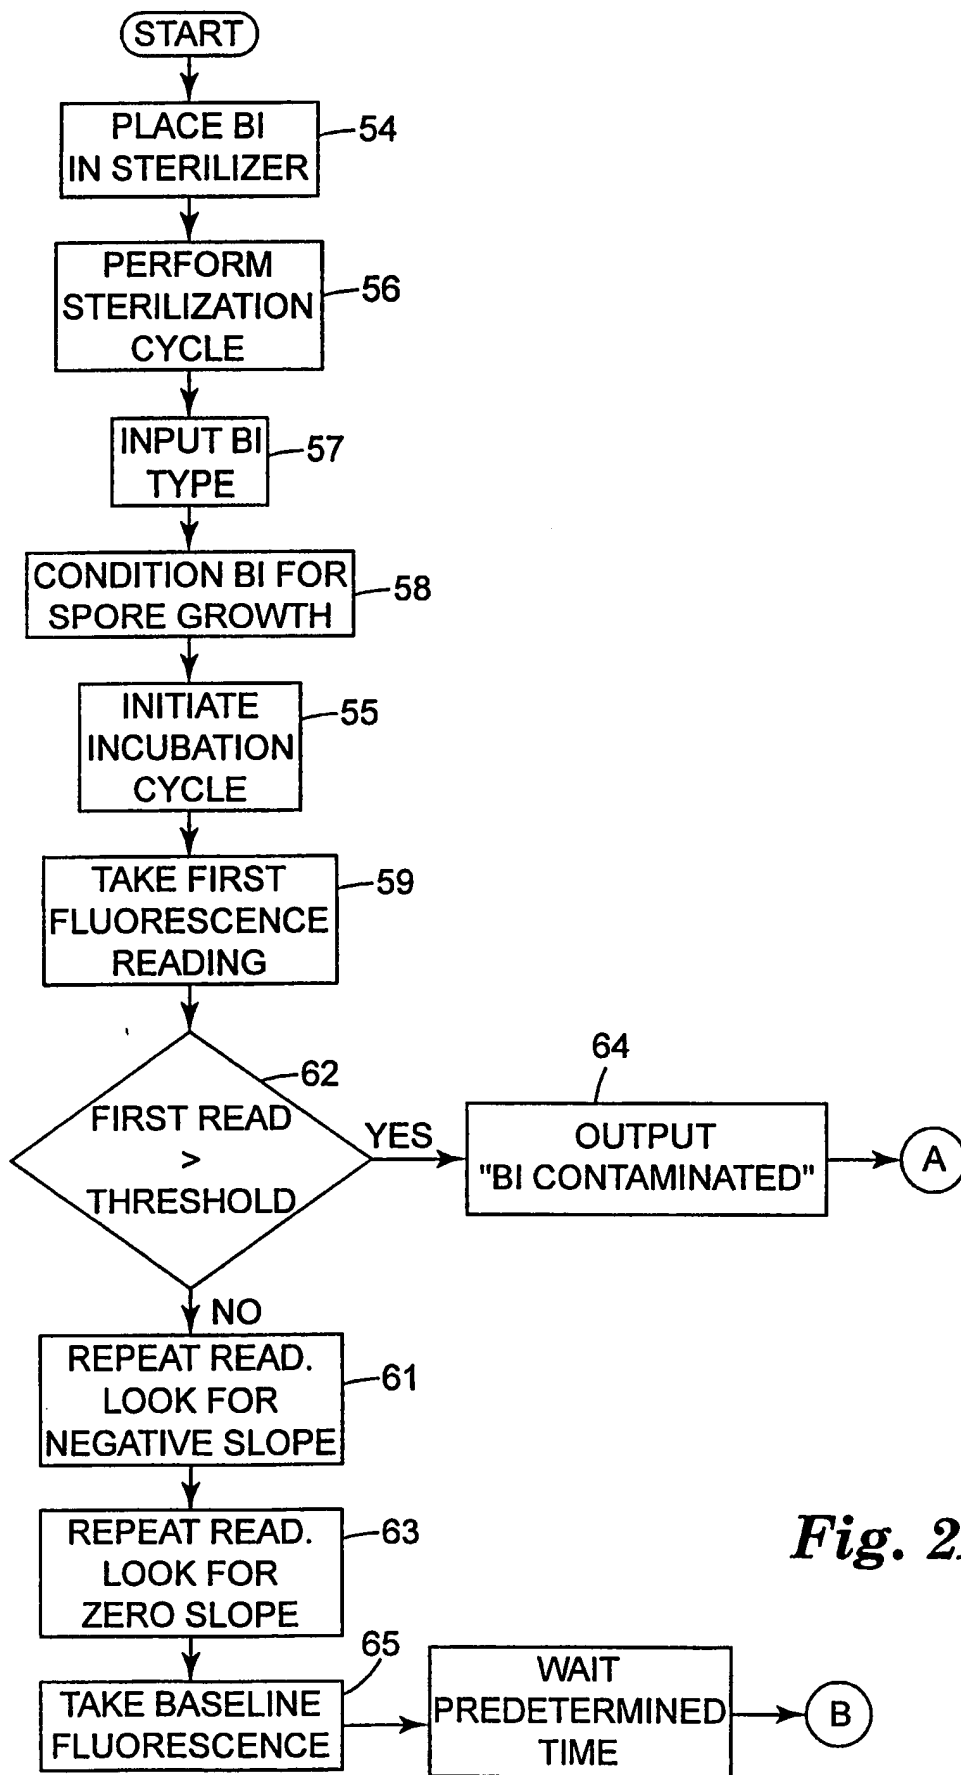 START
PLACE BI
IN STERILIZER
54
PERFORM
STERILIZATION
CYCLE
56
INPUT BI
TYPE
57
CONDITION BI FOR
SPORE GROWTH
58
INITIATE
INCUBATION
CYCLE
55
TAKE FIRST
FLUORESCENCE
READING
59
FIRST READ
>
THRESHOLD
62
YES
64
OUTPUT
"BI CONTAMINATED"
A
NO
REPEAT READ.
LOOK FOR
NEGATIVE SLOPE
61
REPEAT READ.
LOOK FOR
ZERO SLOPE
63
Fig. 2
TAKE BASELINE
FLUORESCENCE
65
WAIT
PREDETERMINED
TIME
B